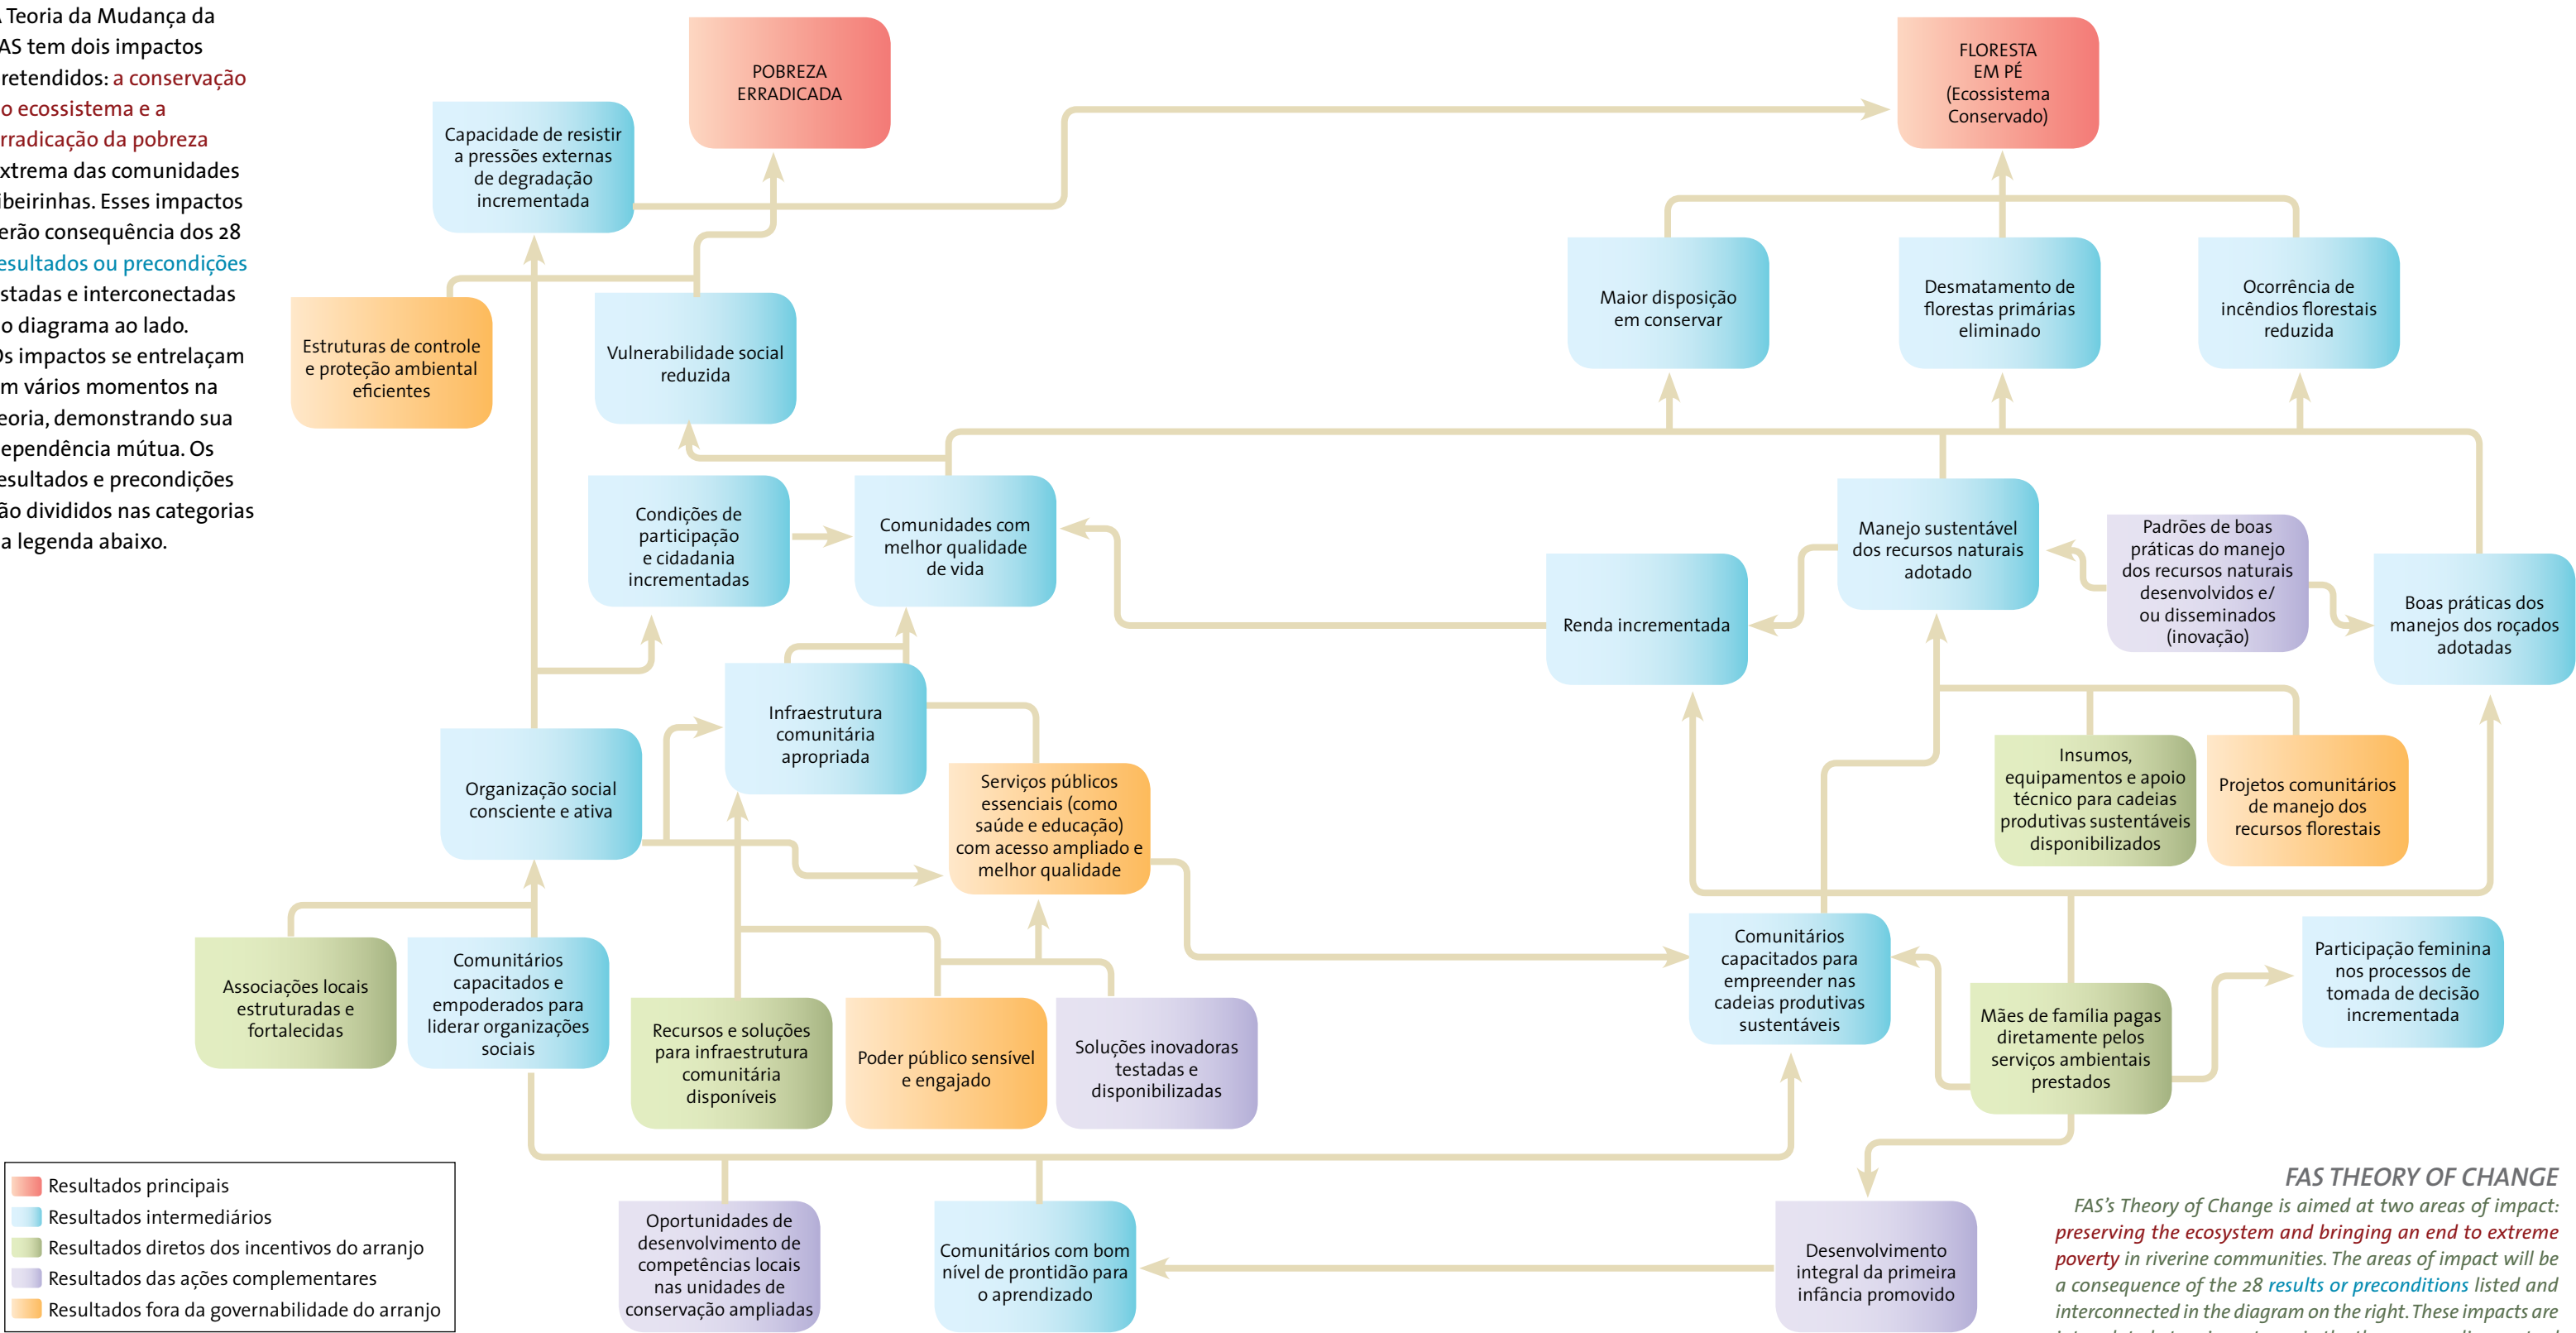 Teoria da Mudança da
AS tem dois impactos
retendidos: a conservação
o ecossistema e a
rradicação da pobreza
xtrema das comunidades
ibeirinhas. Esses impactos
erão consequência dos 28
esultados ou precondições
stadas e interconectadas
o diagrama ao lado.
Os impactos se entrelaçam
m vários momentos na
eoria, demonstrando sua
ependência mútua. Os
esultados e precondições
ão divididos nas categorias
a legenda abaixo.
POBREZA
ERRADICADA
FLORESTA
EM PÉ
(Ecossistema
Conservado)
Capacidade de resistir
a pressões externas
de degradação
incrementada
Estruturas de controle
e proteção ambiental
eficientes
Vulnerabilidade social
reduzida
Maior disposição
em conservar
Desmatamento de
florestas primárias
eliminado
Ocorrência de
incêndios florestais
reduzida
Condições de
participação
e cidadania
incrementadas
Comunidades com
melhor qualidade
de vida
Renda incrementada
Manejo sustentável
dos recursos naturais
adotado
Padrões de boas
práticas do manejo
dos recursos naturais
desenvolvidos e/
ou disseminados
(inovação)
Boas práticas dos
manejos dos roçados
adotadas
Organização social
consciente e ativa
Infraestrutura
comunitária
apropriada
Serviços públicos
essenciais (como
saúde e educação)
com acesso ampliado e
melhor qualidade
Insumos,
equipamentos e apoio
técnico para cadeias
produtivas sustentáveis
disponibilizados
Projetos comunitários
de manejo dos
recursos florestais
Associações locais
estruturadas e
fortalecidas
Comunitários
capacitados e
empoderados para
liderar organizações
sociais
Recursos e soluções
para infraestrutura
comunitária
disponíveis
Poder público sensível
e engajado
Soluções inovadoras
testadas e
disponibilizadas
Comunitários
capacitados para
empreender nas
cadeias produtivas
sustentáveis
Mães de família pagas
diretamente pelos
serviços ambientais
prestados
Participação feminina
nos processos de
tomada de decisão
incrementada
Oportunidades de
desenvolvimento de
competências locais
nas unidades de
conservação ampliadas
Comunitários com bom
nível de prontidão para
o aprendizado
Desenvolvimento
integral da primeira
infância promovido
Resultados principais
Resultados intermediários
Resultados diretos dos incentivos do arranjo
Resultados das ações complementares
Resultados fora da governabilidade do arranjo
FAS THEORY OF CHANGE
FAS's Theory of Change is aimed at two areas of impact:
preserving the ecosystem and bringing an end to extreme
poverty in riverine communities. The areas of impact will be
a consequence of the 28 results or preconditions listed and
interconnected in the diagram on the right. These impacts are